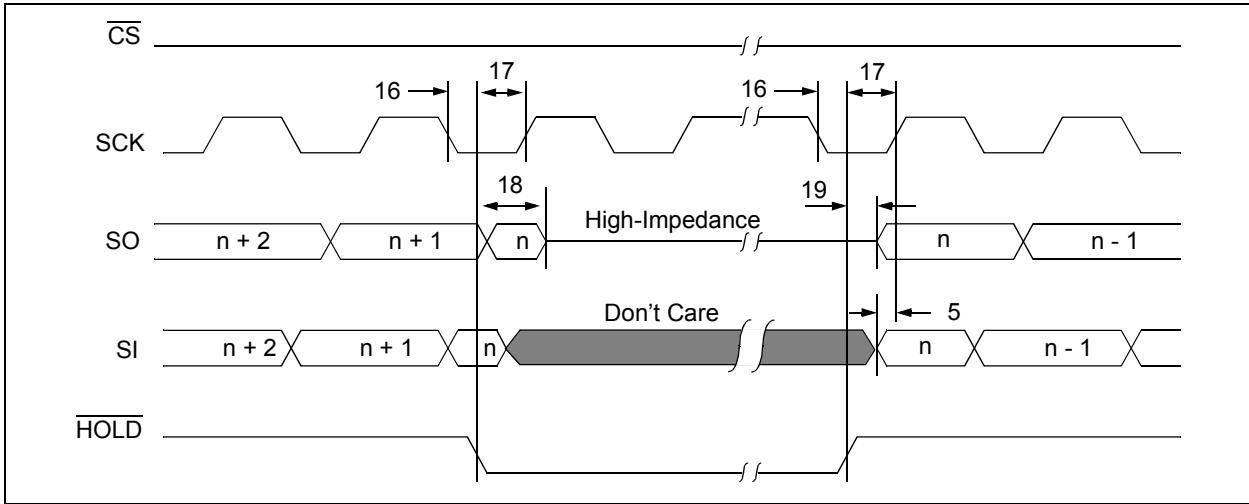 CS
17
17
16
16
SCK
18
19
High-Impedance
SO
n + 2
n + 1
n
n
n - 1
Don't Care
5
SI
n + 2
n + 1
n
n
n - 1
HOLD